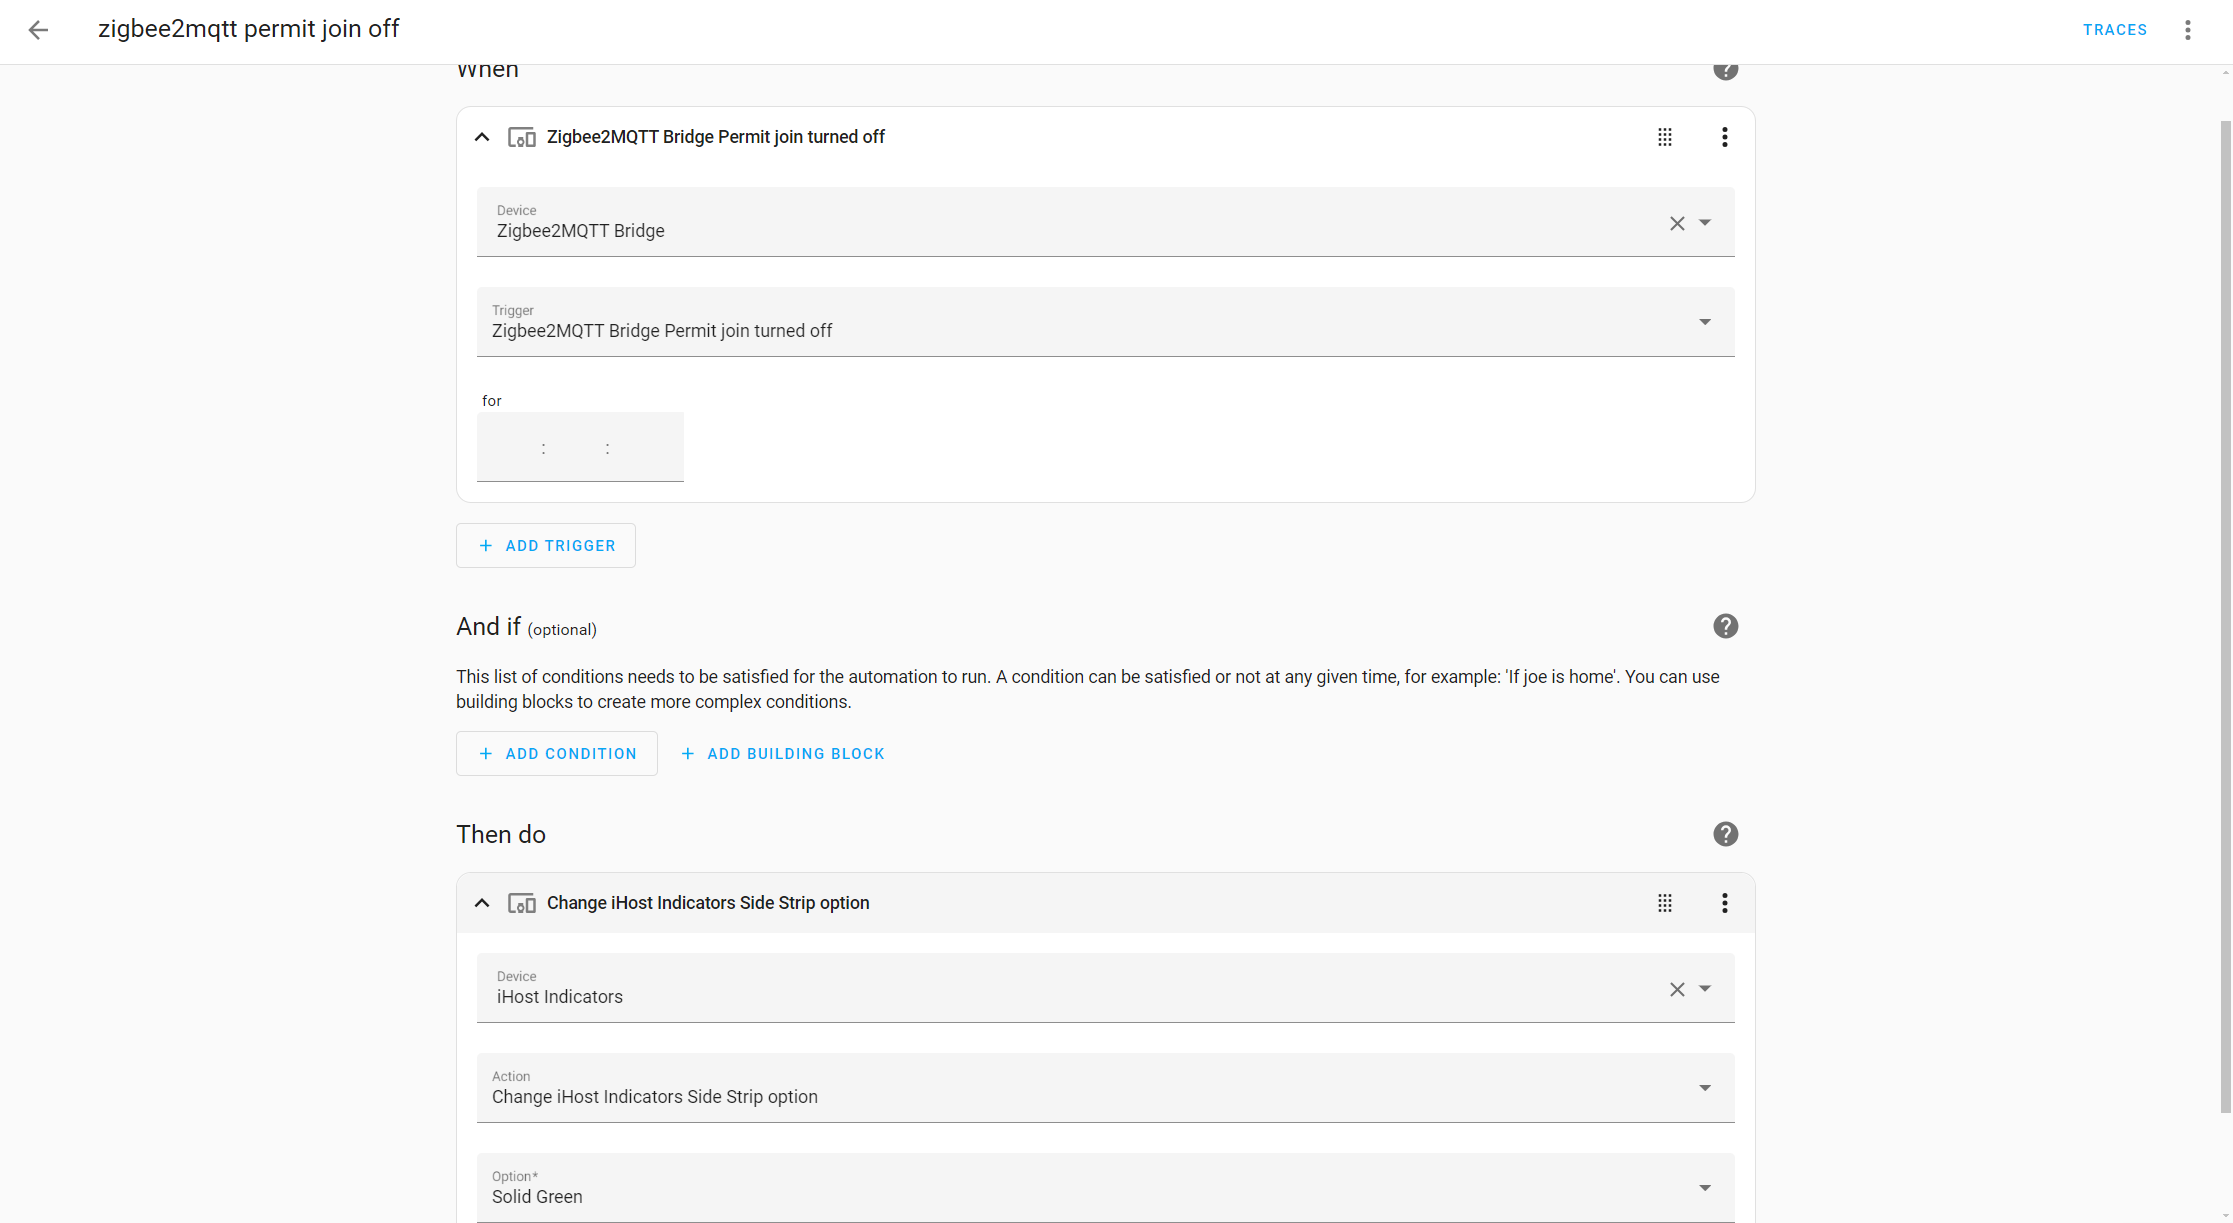 zigbee2mqtt permit join off
TRACES
When
Zigbee2MQTT Bridge Permit join turned off
Device
Zigbee2MQTT Bridge
Trigger
Zigbee2MQTT Bridge Permit join turned off
for
: :
ADD TRIGGER
And if (optional)
This list of conditions needs to be satisfied for the automation to run. A condition can be satisfied or not at any given time, for example: 'If joe is home'. You can use
building blocks to create more complex conditions.
ADD CONDITION
ADD BUILDING BLOCK
Then do
Change iHost Indicators Side Strip option
Device
iHost Indicators
Action
Change iHost Indicators Side Strip option
Option*
Solid Green